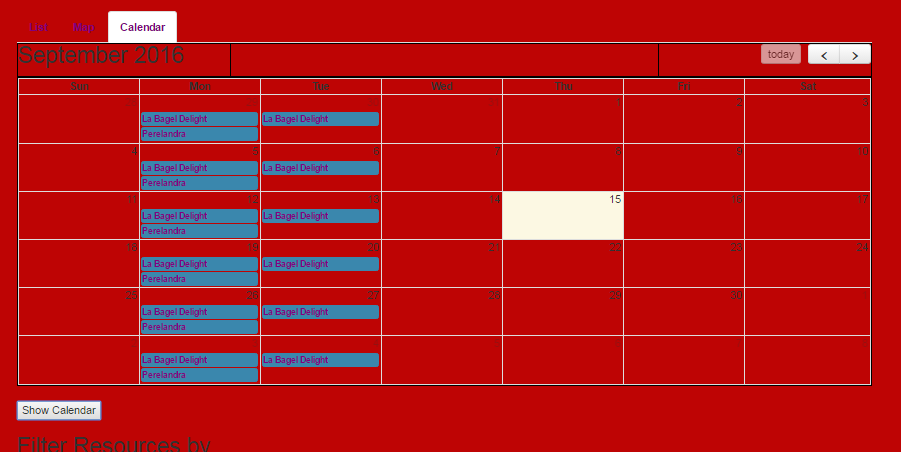 List Map Calendar
September 2016 today
Sun Mon Tue Wed Thu Fri Sat
1 2 3
La Bagel Delight La Bagel Delight
Perelandra
4 5 6 7 8 9 10
La Bagel Delight La Bagel Delight
Perelandra
11 12 13 14 15 16 17
La Bagel Delight La Bagel Delight
Perelandra
18 19 20 21 22 23 24
La Bagel Delight La Bagel Delight
Perelandra
25 26 27 28 29 30
La Bagel Delight La Bagel Delight
Perelandra
La Bagel Delight La Bagel Delight
Perelandra
Show Calendar
Filter Resources by